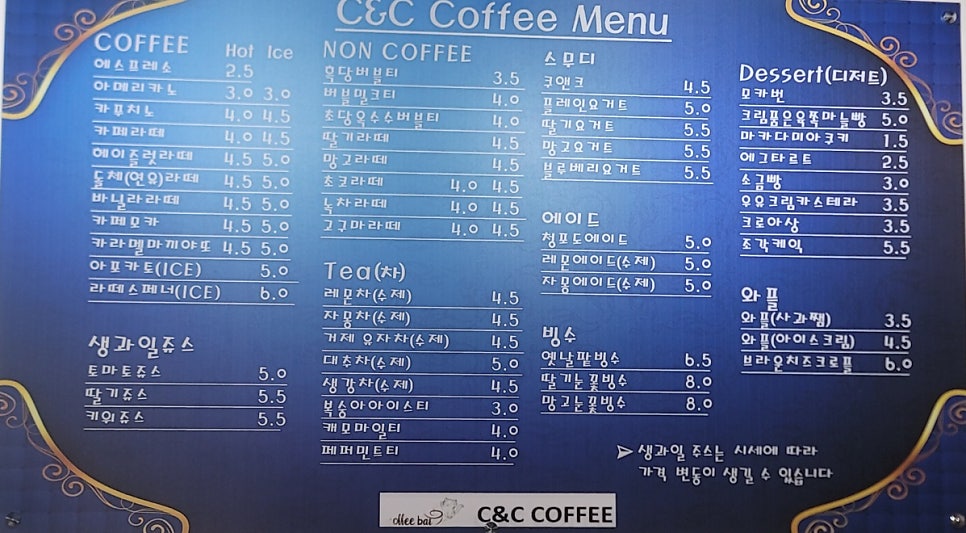 C&C Coffee Menu
COFFEE Hot Ice
에스프레소 2.5
아메리카노 3.0 3.0
카푸치노 4.0 4.5
카페라떼 4.0 4.5
헤이즐럿라떼 4.5 5.0
돌체(연유)라떼 4.5 5.0
바닐라라떼 4.5 5.0
카페모카 4.5 5.0
카라멜마끼야또 4.5 5.0
아포카토(ICE) 5.0
라떼스페너(ICE) 6.0
생과일쥬스
토마토쥬스 5.0
딸기쥬스 5.5
키위쥬스 5.5
NON COFFEE
흑당버블티 3.5
버블밀크티 4.0
초당옥수수버블티 4.0
딸기라떼 4.5
망고라떼 4.5
초코라떼 4.0 4.5
녹차라떼 4.0 4.5
고구마라떼 4.0 4.5
Tea(차)
레몬차(수제) 4.5
자몽차(수제) 4.5
거제 유자차(수제) 4.5
대추차(수제) 5.0
생강차(수제) 4.5
복숭아아이스티 3.0
캐모마일티 4.0
페퍼민트티 4.0
스무디
쿠앤크 4.5
플레인요거트 5.0
딸기요거트 5.5
망고요거트 5.5
블루베리요거트 5.5
에이드
청포도에이드 5.0
레몬에이드(수제) 5.0
자몽에이드(수제) 5.0
빙수
옛날팥빙수 6.5
딸기눈꽃빙수 8.0
망고눈꽃빙수 8.0
Dessert(디저트)
모카번 3.5
크림품은육쪽마늘빵 5.0
마카다미아쿠키 1.5
에그타르트 2.5
소금빵 3.0
우유크림카스테라 3.5
크로아상 3.5
조각케익 5.5
와플
와플(사과쨈) 3.5
와플(아이스크림) 4.5
브라운치즈크로플 6.0
➢ 생과일 주스는 시세에 따라
가격 변동이 생길 수 있습니다
C&C COFFEE